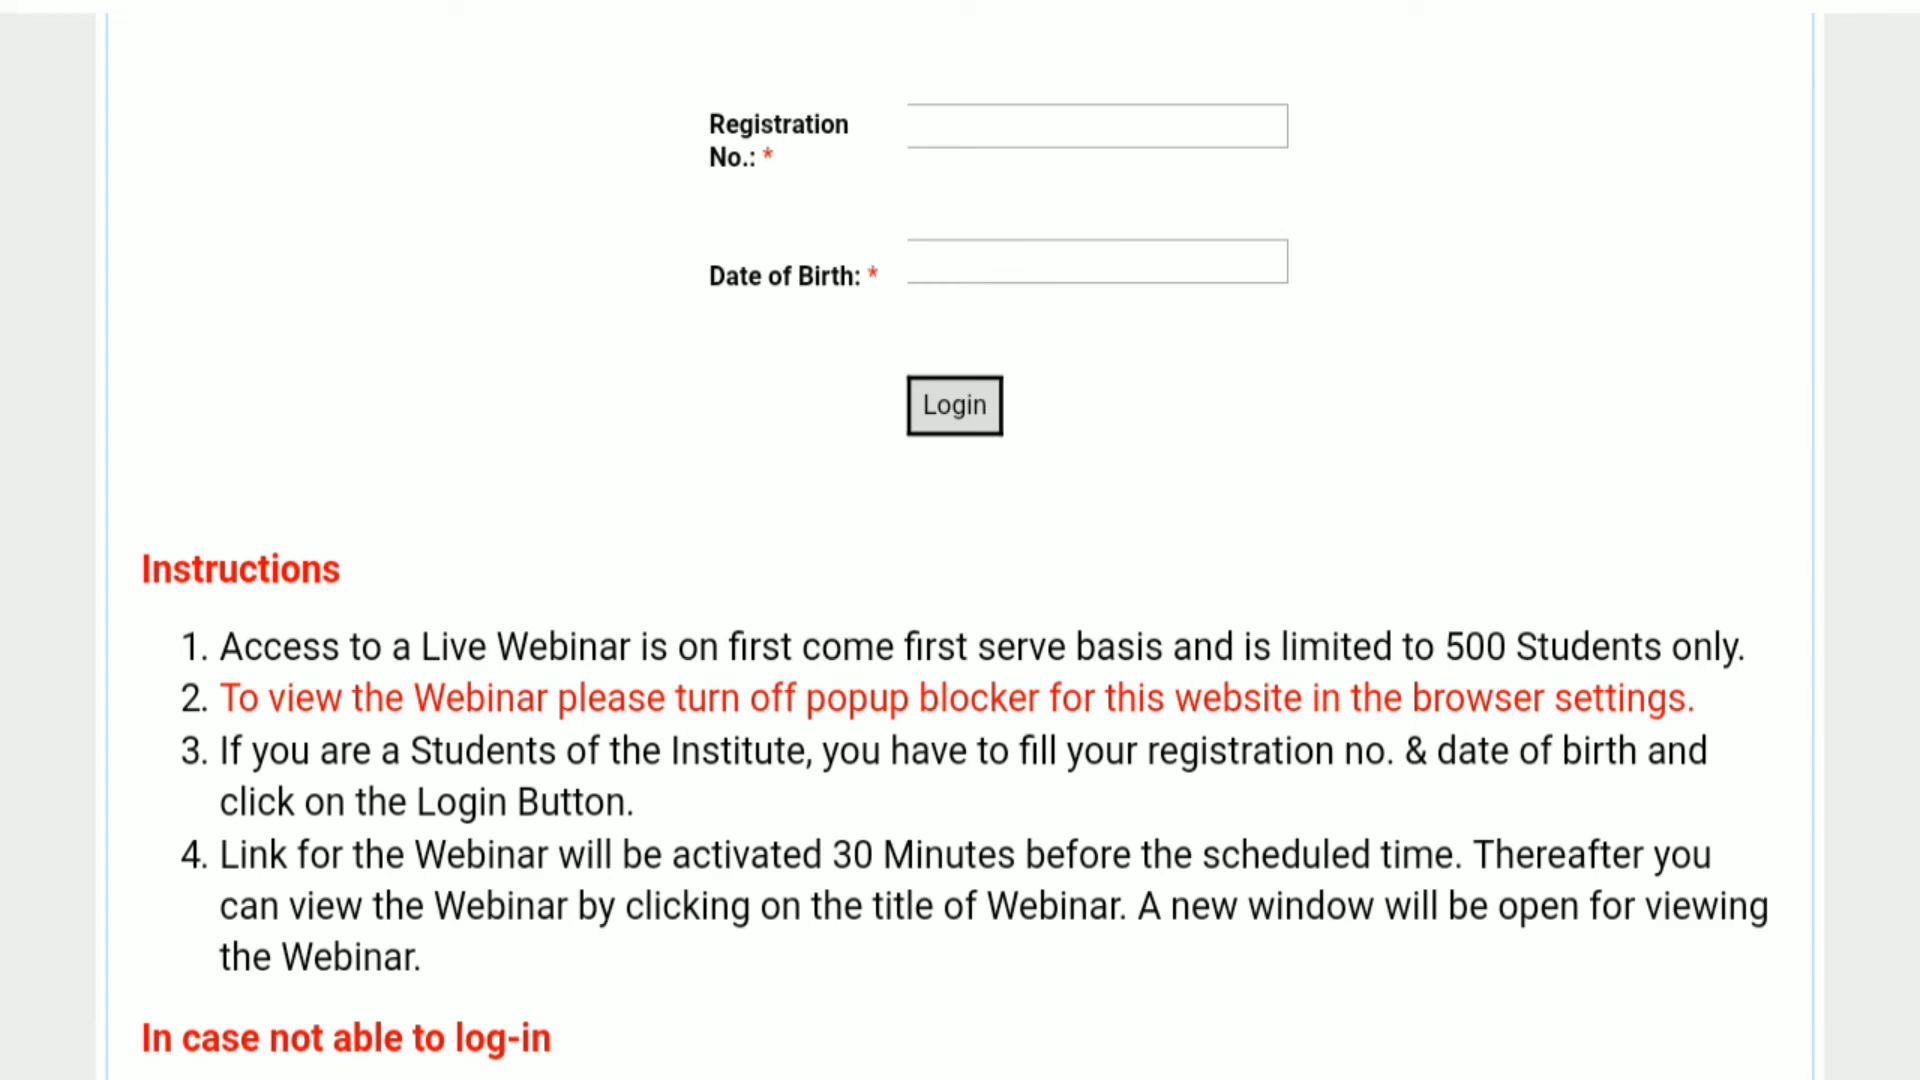 Registration
No.: *
Date of Birth: *
Login
Instructions
1. Access to a Live Webinar is on first come first serve basis and is limited to 500 Students only.
2. To view the Webinar please turn off popup blocker for this website in the browser settings.
3. If you are a Students of the Institute, you have to fill your registration no. & date of birth and
click on the Login Button.
4. Link for the Webinar will be activated 30 Minutes before the scheduled time. Thereafter you
can view the Webinar by clicking on the title of Webinar. A new window will be open for viewing
the Webinar.
In case not able to log-in